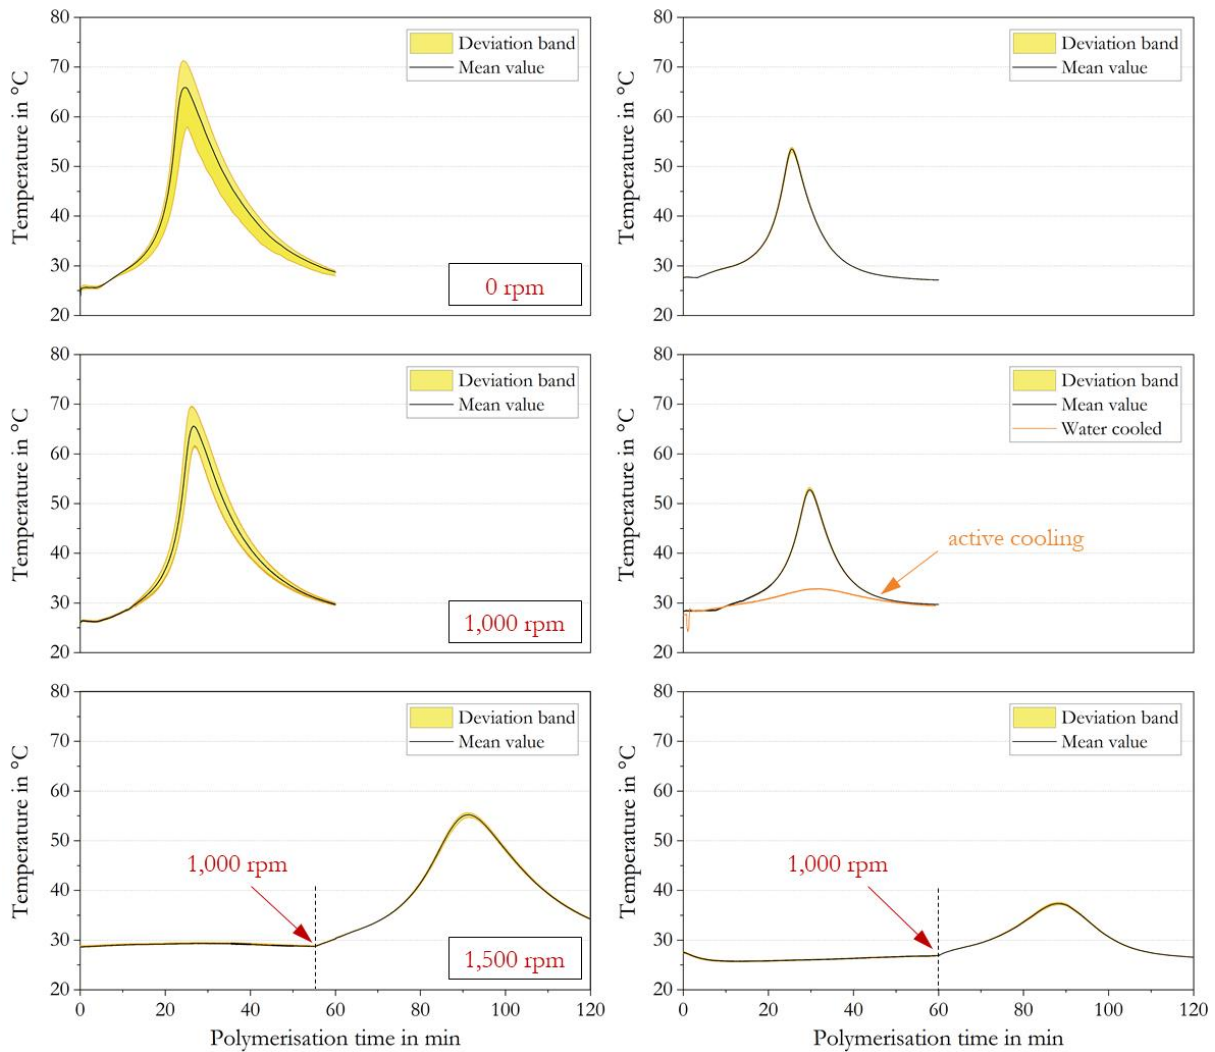 80
70
60
50
40
30
20
Temperature in °C
Deviation band
Mean value
0 rpm
80
70
60
50
40
30
20
Temperature in °C
Deviation band
Mean value
80
70
60
50
40
30
20
Temperature in °C
Deviation band
Mean value
1,000 rpm
80
70
60
50
40
30
20
Temperature in °C
Deviation band
Mean value
Water cooled
active cooling
80
70
60
50
40
30
20
Temperature in °C
Deviation band
Mean value
1,000 rpm
1,500 rpm
0 20 40 60 80 100 120
Polymerisation time in min
80
70
60
50
40
30
20
Temperature in °C
Deviation band
Mean value
1,000 rpm
0 20 40 60 80 100 120
Polymerisation time in min